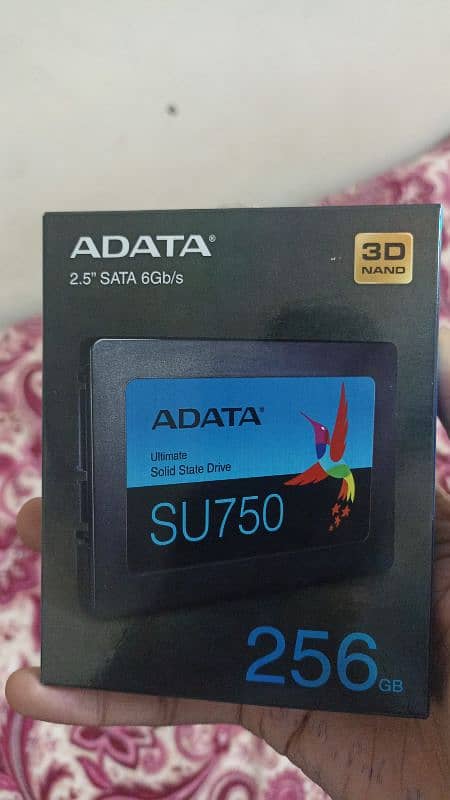 ADATA®
2.5" SATA 6Gb/s
3D
NAND
ADATA®
Ultimate
Solid State Drive
SU750
256GB